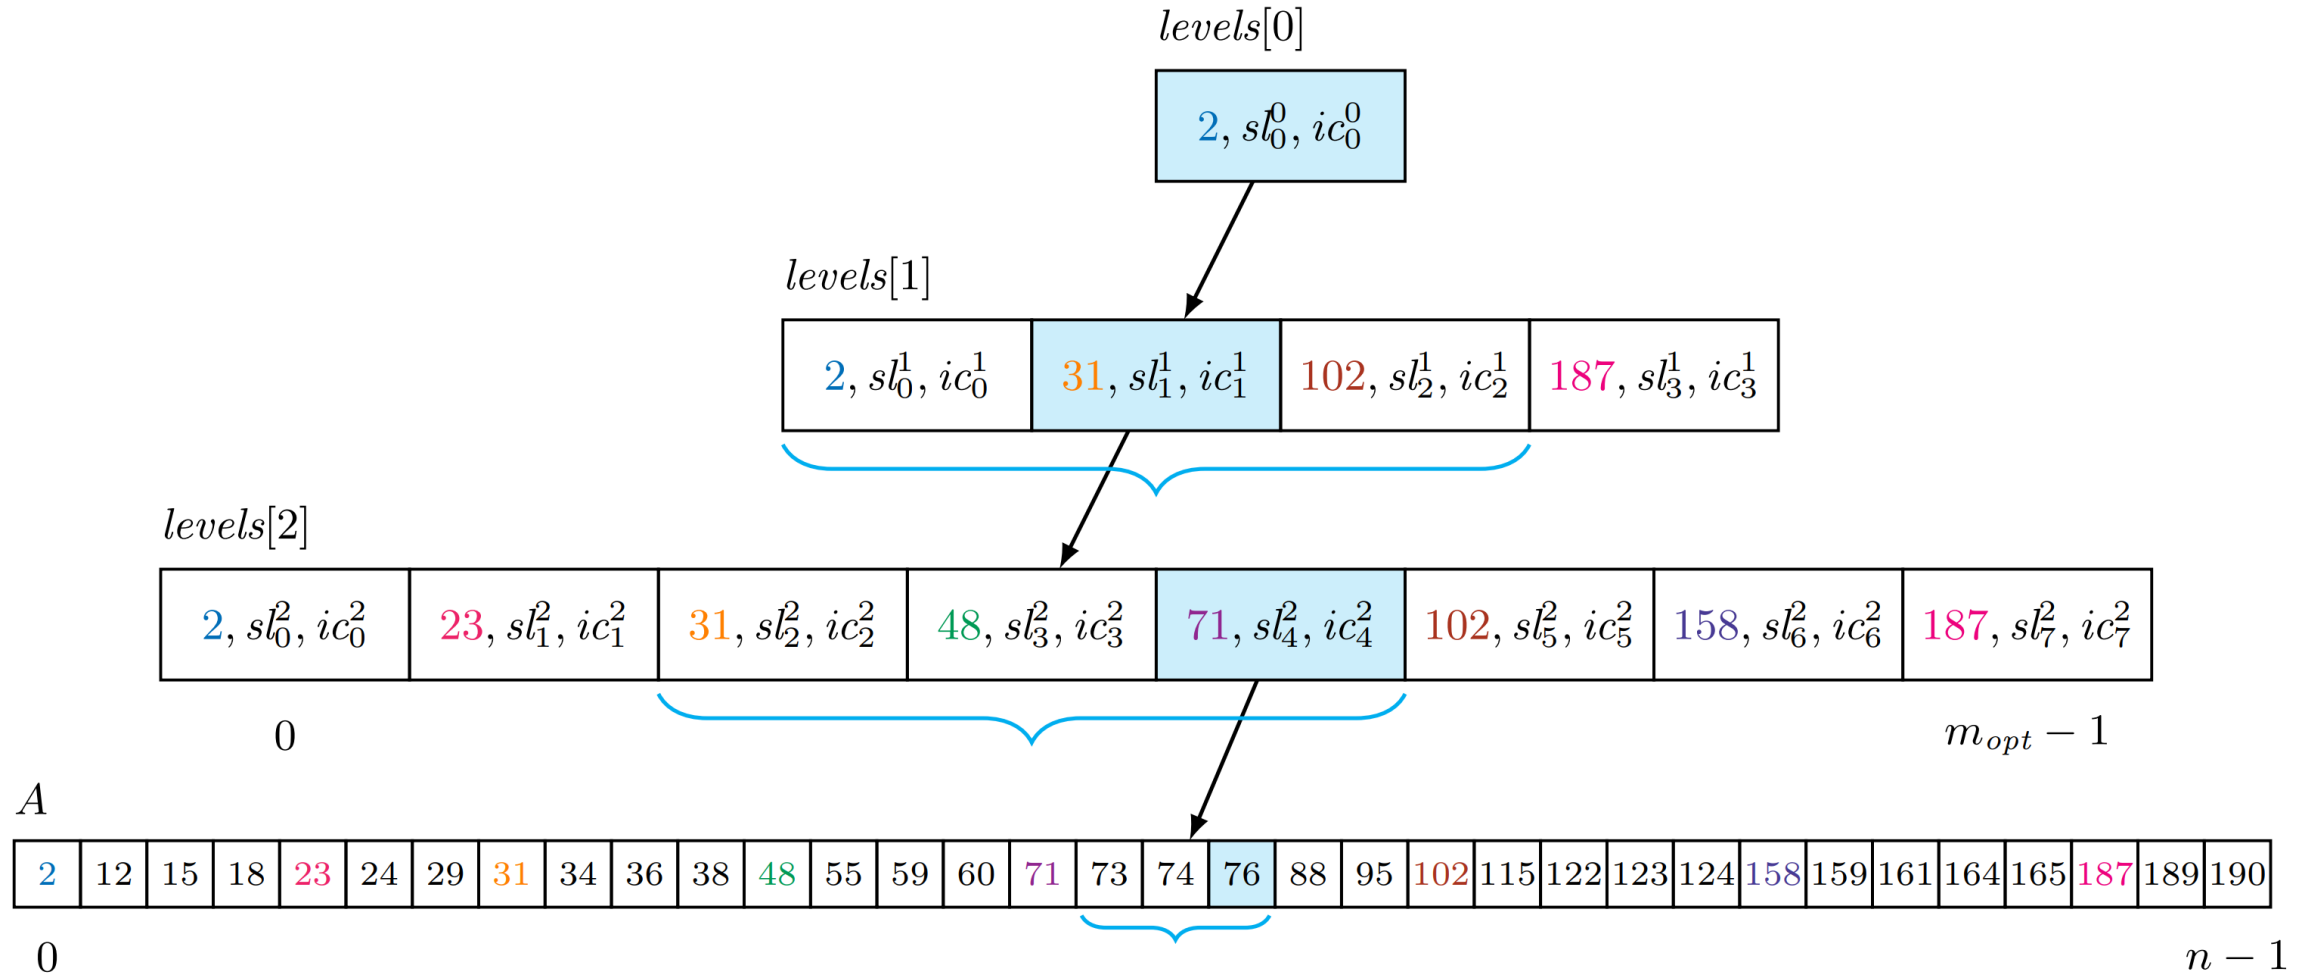 levels[0]
2, sl_0^0, ic_0^0
levels[1]
2, sl_0^1, ic_0^1 31, sl_1^1, ic_1^1 102, sl_2^1, ic_2^1 187, sl_3^1, ic_3^1
levels[2]
2, sl_0^2, ic_0^2 23, sl_1^2, ic_1^2 31, sl_2^2, ic_2^2 48, sl_3^2, ic_3^2 71, sl_4^2, ic_4^2 102, sl_5^2, ic_5^2 158, sl_6^2, ic_6^2 187, sl_7^2, ic_7^2
0 m_{opt} − 1
A
2 12 15 18 23 24 29 31 34 36 38 48 55 59 60 71 73 74 76 88 95 102 115 122 123 124 158 159 161 164 165 187 189 190
0 n − 1